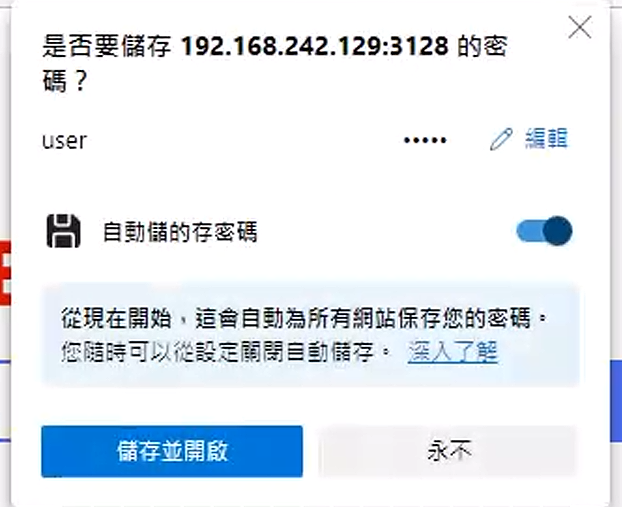 是否要儲存 192.168.242.129:3128 的密
碼？
user ••••• 編輯
自動儲的存密碼
從現在開始，這會自動為所有網站保存您的密碼。
您隨時可以從設定關閉自動儲存。 深入了解
儲存並開啟 永不